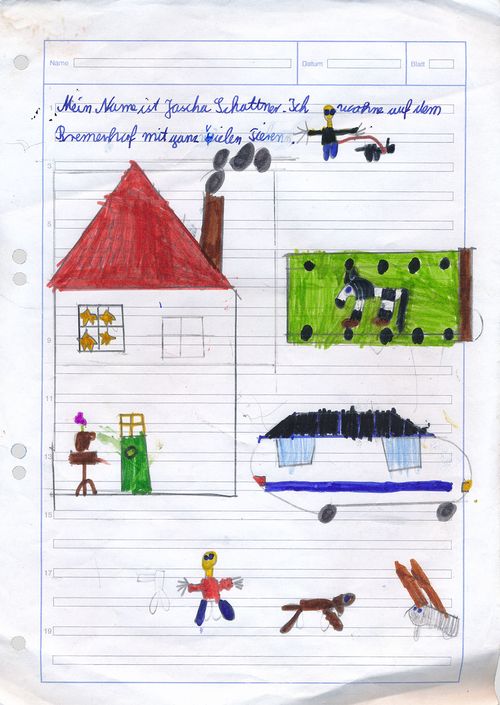 Name
Datum
Blatt
1
Mein Name ist Jascha Schattner. Ich wohne auf dem
Bremerhof mit ganz vielen Tieren.
3
5
9
11
13
15
17
19